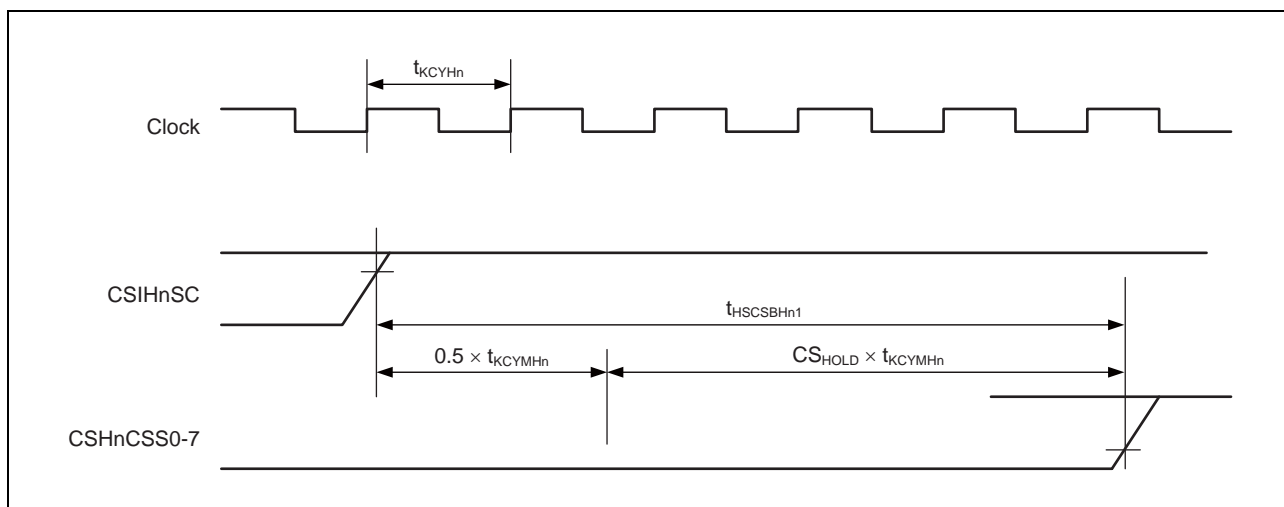 tKCYHn
Clock
CSIHnSC
tHSCSBHn1
0.5 × tKCYMHn
CSHOLD × tKCYMHn
CSHnCSS0-7